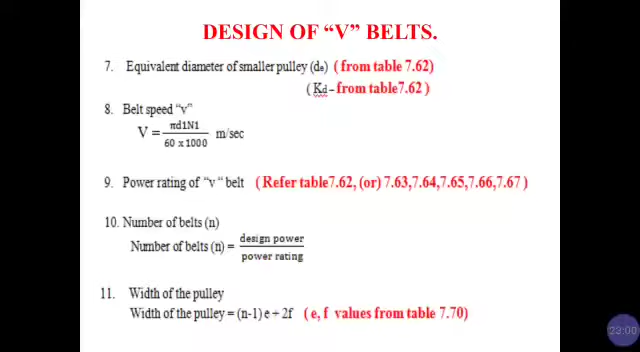 DESIGN OF “V” BELTS.
7. Equivalent diameter of smaller pulley (de) ( from table 7.62)
( Kd – from table7.62 )
8. Belt speed “v”
V = πd1N1 / 60 x 1000 m/sec
9. Power rating of “v “ belt ( Refer table7.62, (or) 7.63,7.64,7.65,7.66,7.67 )
10. Number of belts (n)
Number of belts (n) = design power / power rating
11. Width of the pulley
Width of the pulley = (n-1) e + 2f ( e, f values from table 7.70)
23:00